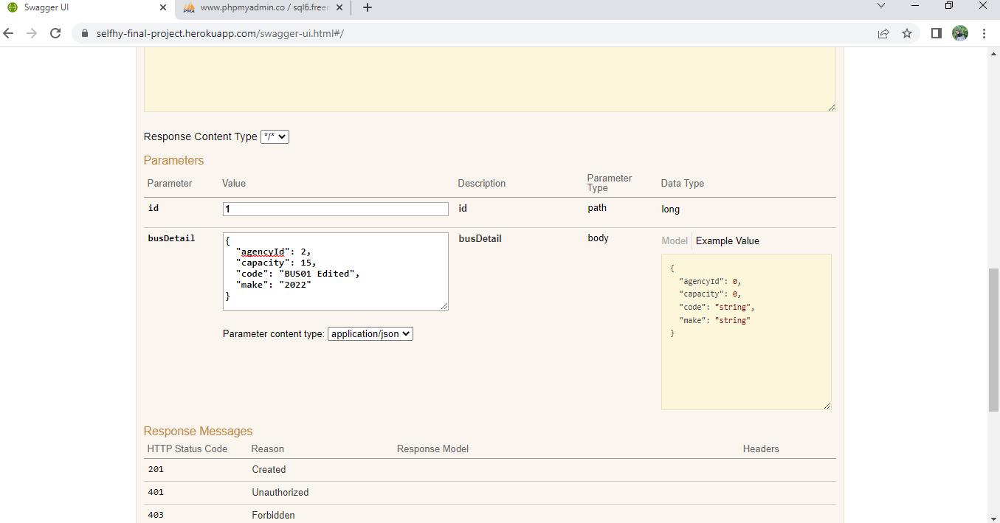 Swagger UI
www.phpmyadmin.co / sql6.freen
selfhy-final-project.herokuapp.com/swagger-ui.html#/
Response Content Type */*
Parameters
Parameter Value Description Parameter Type Data Type
id 1 id path long
busDetail
{
"agencyId": 2,
"capacity": 15,
"code": "BUS01 Edited",
"make": "2022"
}
Parameter content type: application/json
busDetail
body
Model Example Value
{
"agencyId": 0,
"capacity": 0,
"code": "string",
"make": "string"
}
Response Messages
HTTP Status Code Reason Response Model Headers
201 Created
401 Unauthorized
403 Forbidden